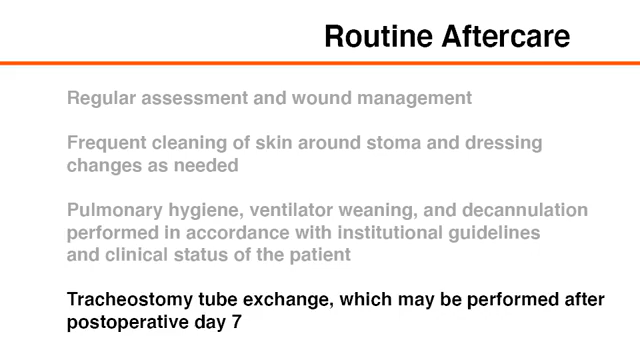 Routine Aftercare
Regular assessment and wound management
Frequent cleaning of skin around stoma and dressing
changes as needed
Pulmonary hygiene, ventilator weaning, and decannulation
performed in accordance with institutional guidelines
and clinical status of the patient
Tracheostomy tube exchange, which may be performed after
postoperative day 7